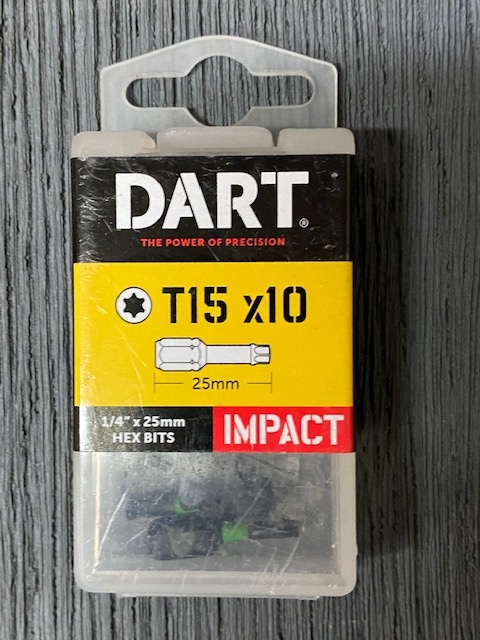 DART®
THE POWER OF PRECISION
T15 x10
25mm
1/4" x 25mm
HEX BITS
IMPACT